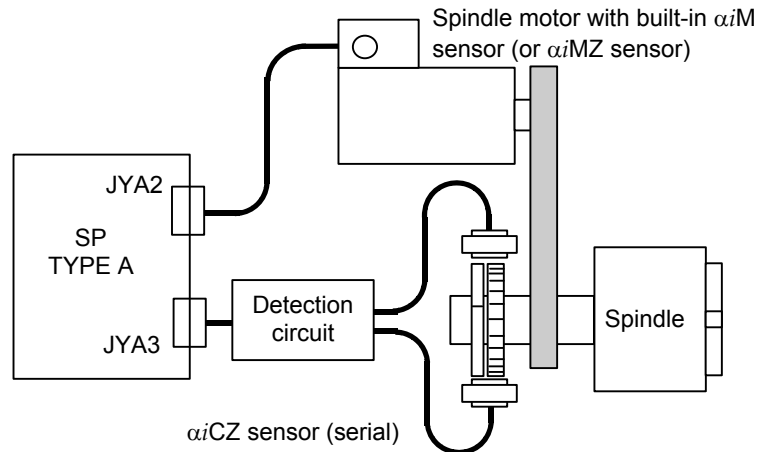 Spindle motor with built-in αiM
sensor (or αiMZ sensor)
JYA2
SP
TYPE A
JYA3
Detection
circuit
Spindle
αiCZ sensor (serial)